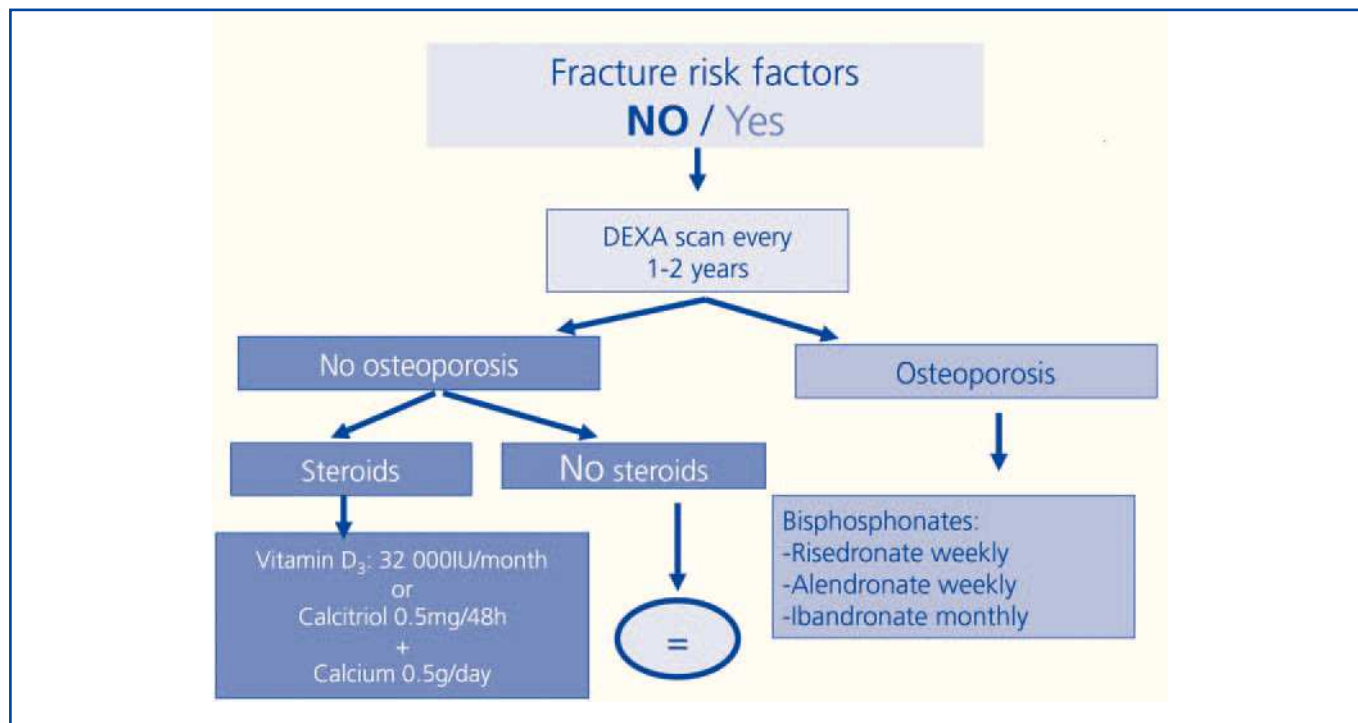 Fracture risk factors
NO / Yes
DEXA scan every
1-2 years
No osteoporosis
Osteoporosis
Steroids
No steroids
Vitamin D3: 32 000IU/month
or
Calcitriol 0.5mg/48h
+
Calcium 0.5g/day
=
Bisphosphonates:
-Risedronate weekly
-Alendronate weekly
-Ibandronate monthly